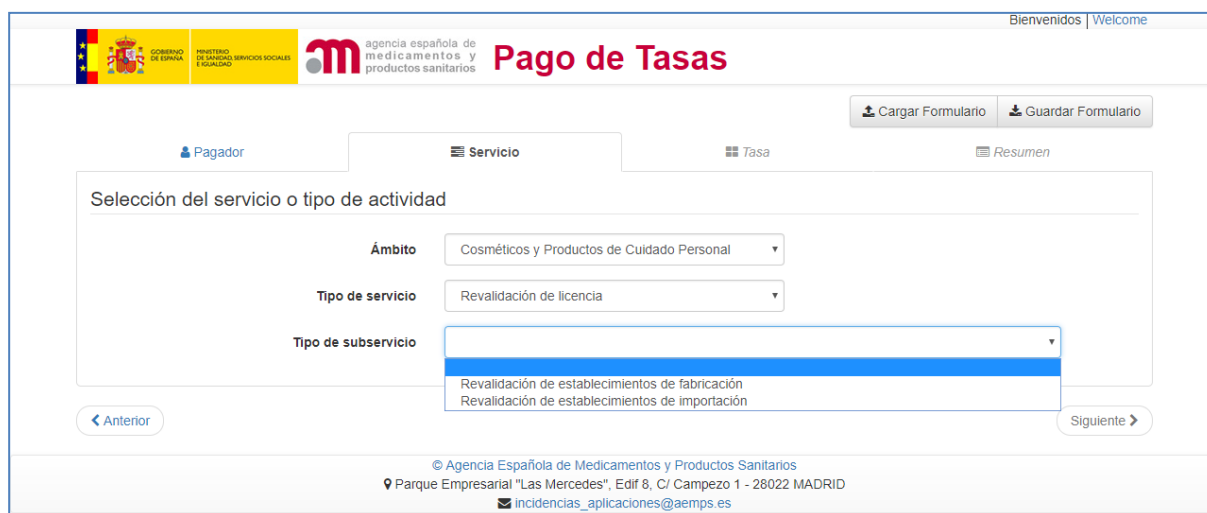 Bienvenidos | Welcome
GOBIERNO
DE ESPAÑA
MINISTERIO
DE SANIDAD, SERVICIOS SOCIALES
E IGUALDAD
agencia española de
medicamentos y
productos sanitarios
Pago de Tasas
Cargar Formulario
Guardar Formulario
Pagador
Servicio
Tasa
Resumen
Selección del servicio o tipo de actividad
Ámbito
Cosméticos y Productos de Cuidado Personal
Tipo de servicio
Revalidación de licencia
Tipo de subservicio
Revalidación de establecimientos de fabricación
Revalidación de establecimientos de importación
Anterior
Siguiente
© Agencia Española de Medicamentos y Productos Sanitarios
Parque Empresarial "Las Mercedes", Edif 8, C/ Campezo 1 - 28022 MADRID
incidencias_aplicaciones@aemps.es